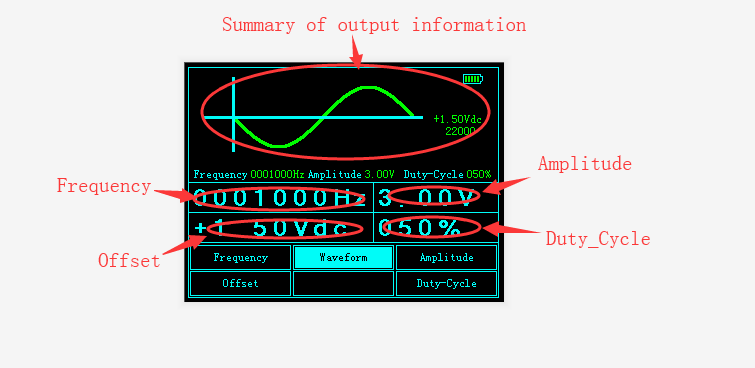 Summary of output information
+1.50Vdc
22000
Frequency 0001000Hz Amplitude 3.00V Duty-Cycle 050%
Frequency
0001000Hz 3.00V
Amplitude
+1 50Vdc 050%
Offset
Duty_Cycle
Frequency Waveform Amplitude
Offset Duty-Cycle